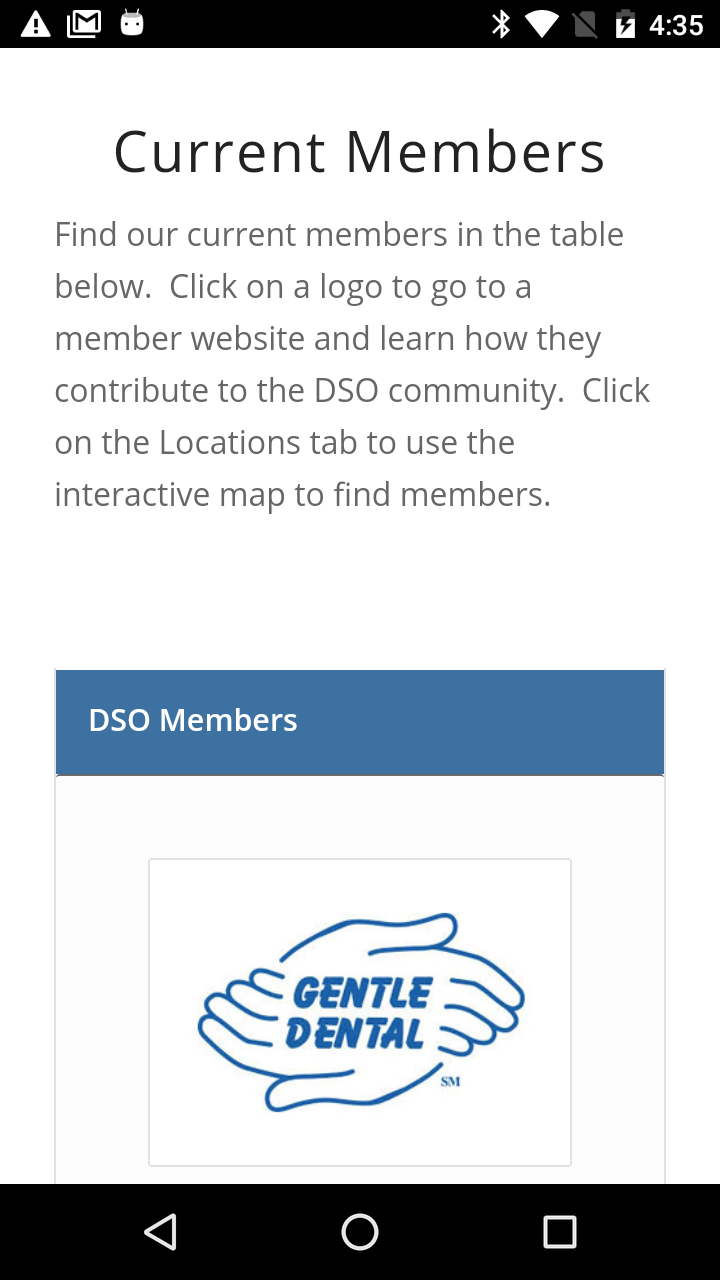 4:35
Current Members
Find our current members in the table
below.  Click on a logo to go to a
member website and learn how they
contribute to the DSO community.  Click
on the Locations tab to use the
interactive map to find members.
DSO Members
GENTLE
DENTAL
SM